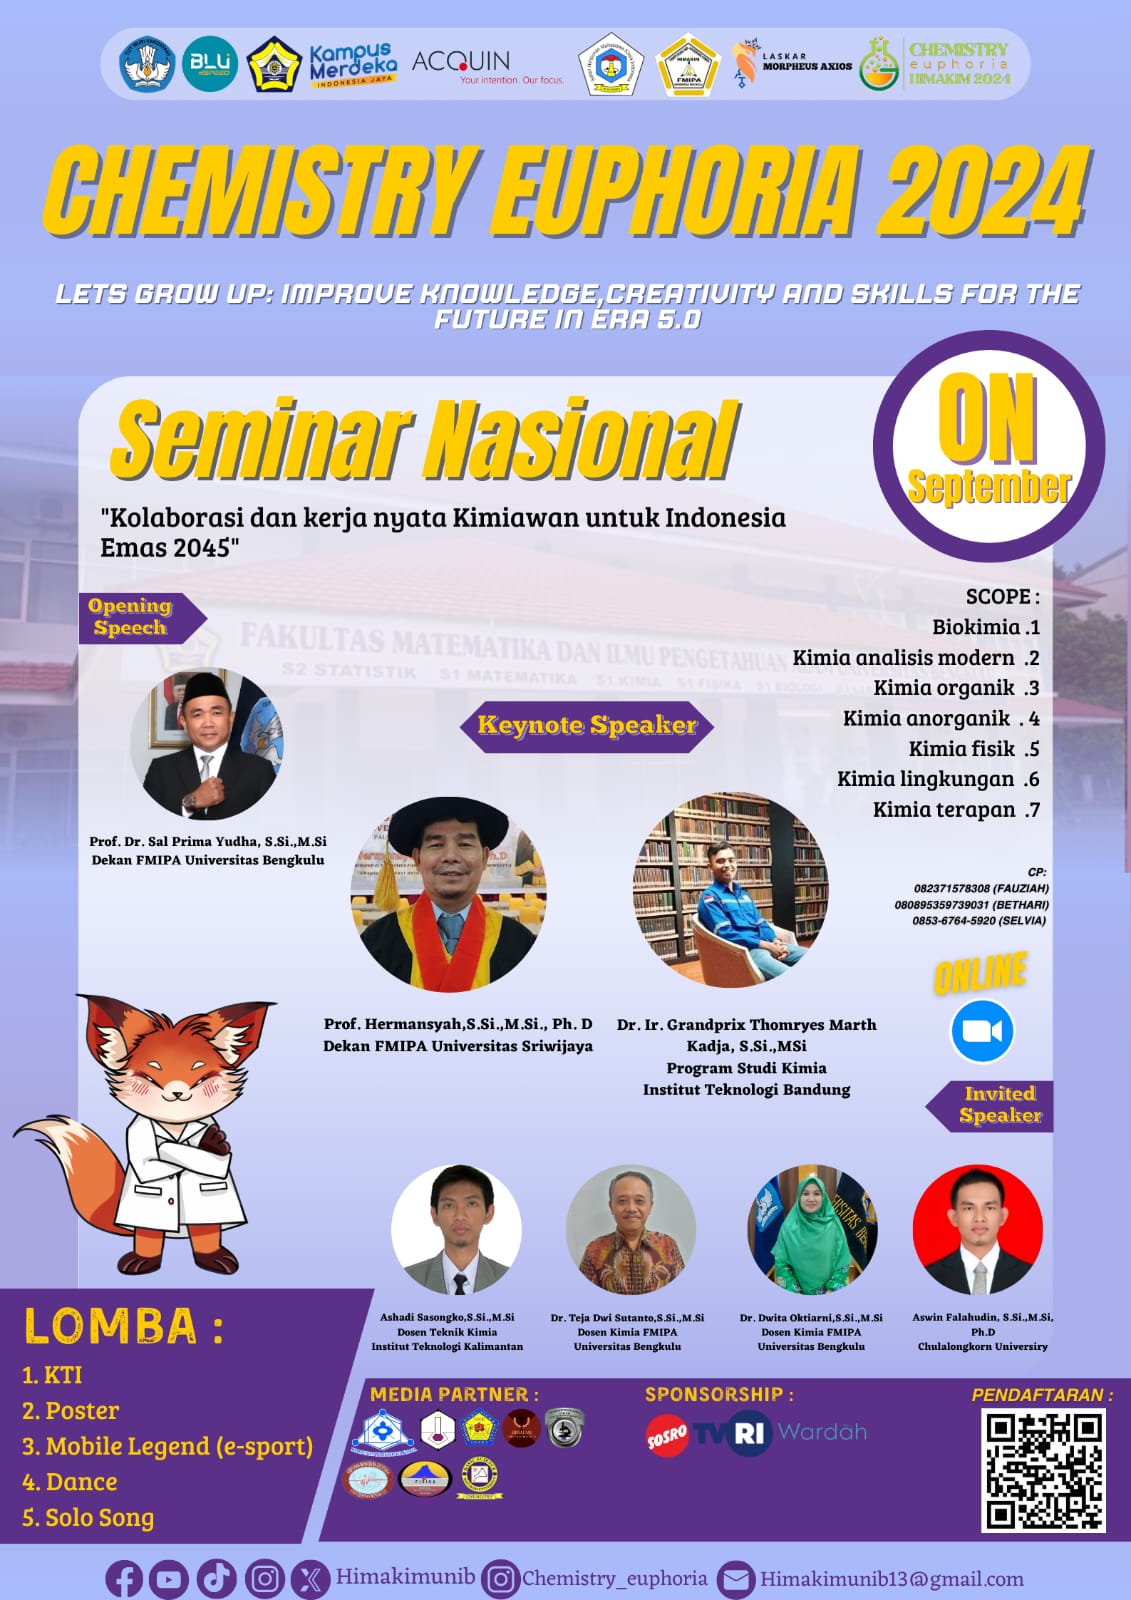 BLU
SPEED
Kampus
Merdeka
INDONESIA JAYA
ACQUIN
Your intention. Our focus.
HIMAKIM
FMIPA
LASKAR
MORPHEUS AXIOS
CHEMISTRY
euphoria
HIMAKIM 2024
CHEMISTRY EUPHORIA 2024
LETS GROW UP: IMPROVE KNOWLEDGE,CREATIVITY AND SKILLS FOR THE
FUTURE IN ERA 5.0
ON
September
Seminar Nasional
"Kolaborasi dan kerja nyata Kimiawan untuk Indonesia
Emas 2045"
Opening
Speech
FAKULTAS MATEMATIKA DAN ILMU PENGETAHUAN
S2 STATISTIK S1 MATEMATIKA S1 KIMIA S1 FISIKA S1 BIOLOGI
SCOPE :
Biokimia .1
Kimia analisis modern .2
Kimia organik .3
Kimia anorganik . 4
Kimia fisik .5
Kimia lingkungan .6
Kimia terapan .7
Prof. Dr. Sal Prima Yudha, S.Si.,M.Si
Dekan FMIPA Universitas Bengkulu
Keynote Speaker
Prof. Hermansyah,S.Si.,M.Si., Ph. D
Dekan FMIPA Universitas Sriwijaya
Dr. Ir. Grandprix Thomryes Marth
Kadja, S.Si.,MSi
Program Studi Kimia
Institut Teknologi Bandung
CP:
082371578308 (FAUZIAH)
080895359739031 (BETHARI)
0853-6764-5920 (SELVIA)
ONLINE
Invited
Speaker
Ashadi Sasongko,S.Si.,M.Si
Dosen Teknik Kimia
Institut Teknologi Kalimantan
Dr. Teja Dwi Sutanto,S.Si.,M.Si
Dosen Kimia FMIPA
Universitas Bengkulu
Dr. Dwita Oktiarni,S.Si.,M.Si
Dosen Kimia FMIPA
Universitas Bengkulu
Aswin Falahudin, S.Si.,M.Si,
Ph.D
Chulalongkorn Universiry
LOMBA :
1. KTI
2. Poster
3. Mobile Legend (e-sport)
4. Dance
5. Solo Song
MEDIA PARTNER :
SPONSORSHIP :
SOSRO
TVRI
Wardah
PENDAFTARAN :
Himakimunib
Chemistry_euphoria
Himakimunib13@gmail.com